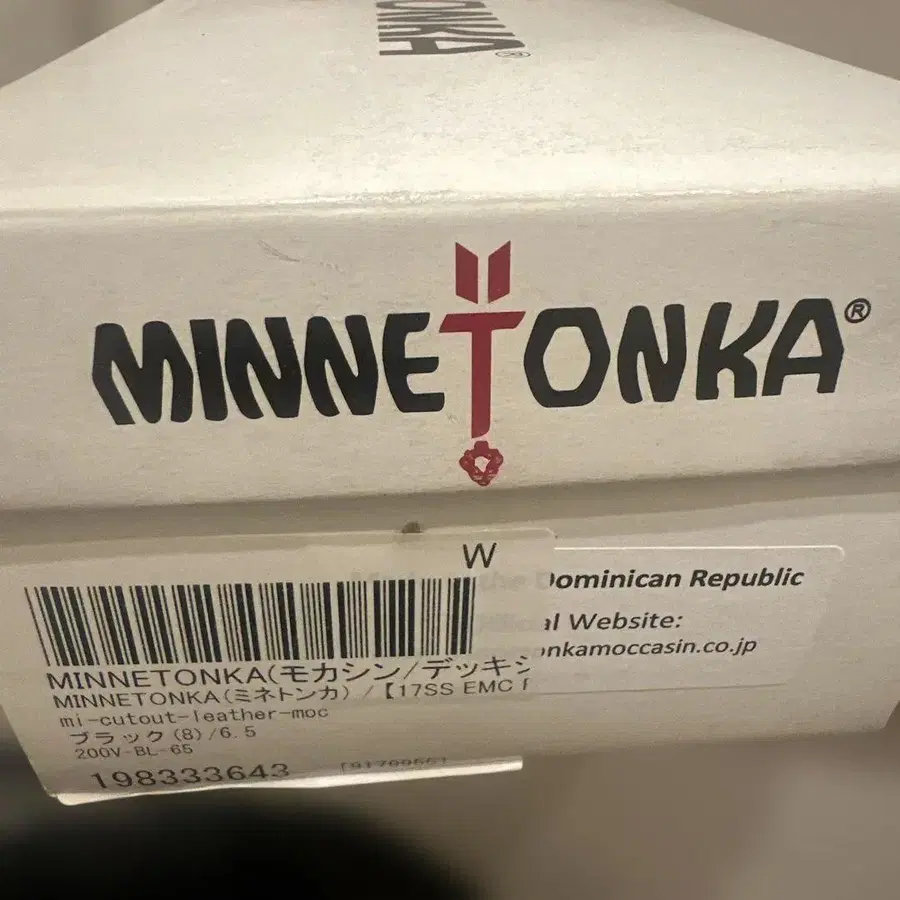 ONKA®
MINNETONKA®
W
Dominican Republic
al Website:
onkamoccasin.co.jp
MINNETONKA(モカシン/デッキシ
MINNETONKA(ミネトンカ) /【17SS EMC
mi-cutout-leather-moc
ブラック(8)/6.5
200V-BL-65
198333643